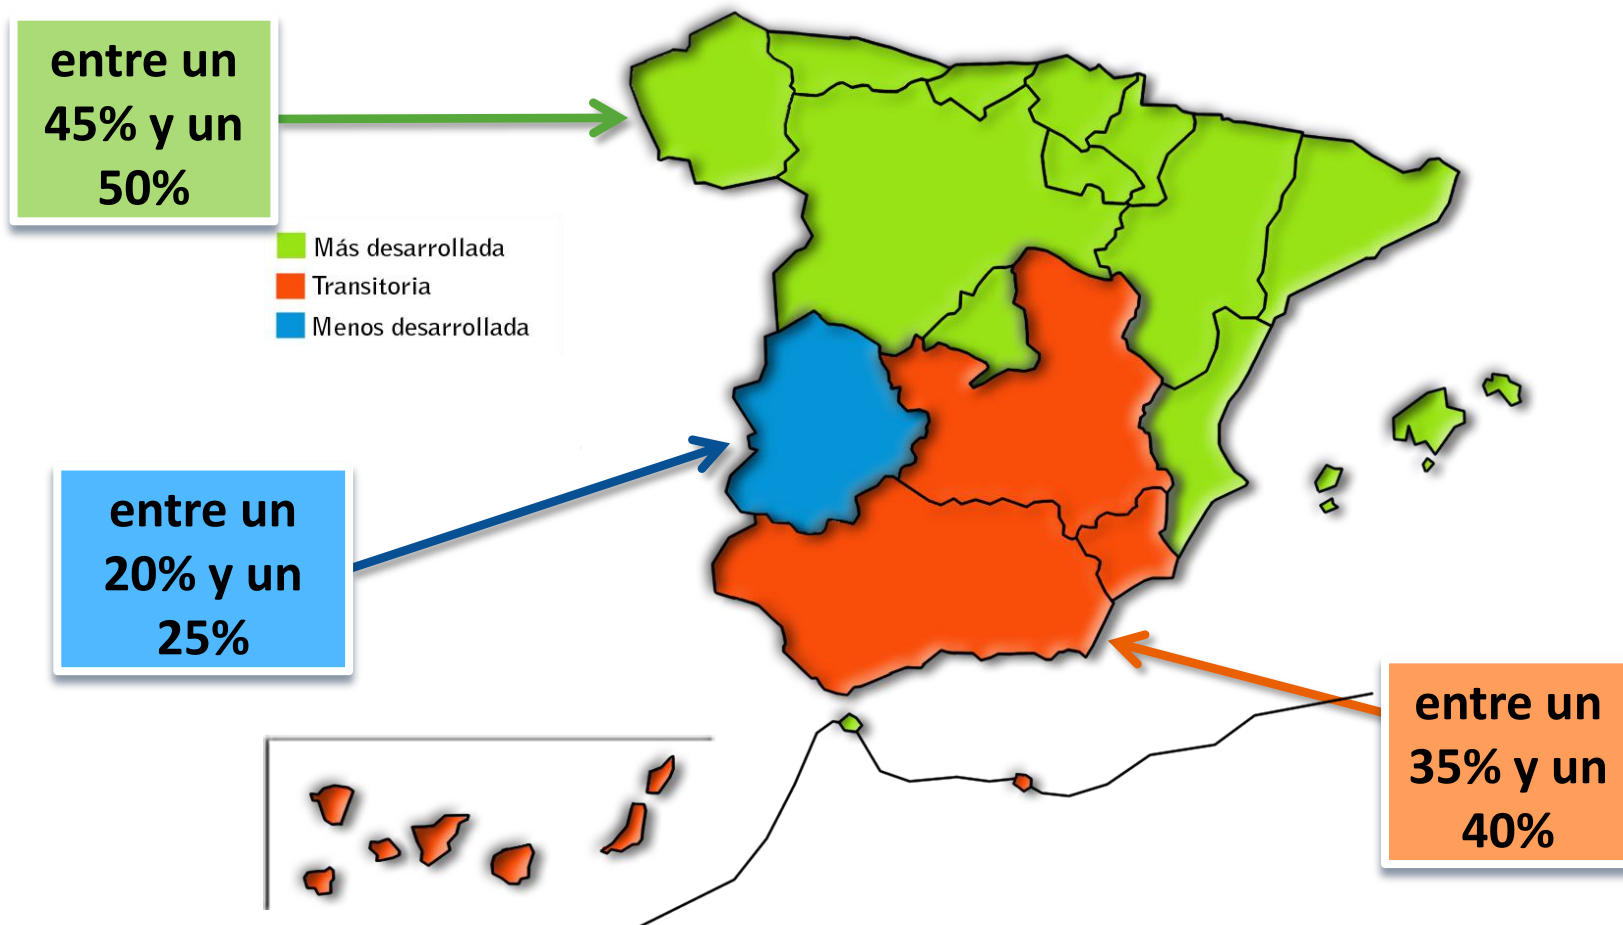 entre un
45% y un
50%
Más desarrollada
Transitoria
Menos desarrollada
entre un
20% y un
25%
entre un
35% y un
40%